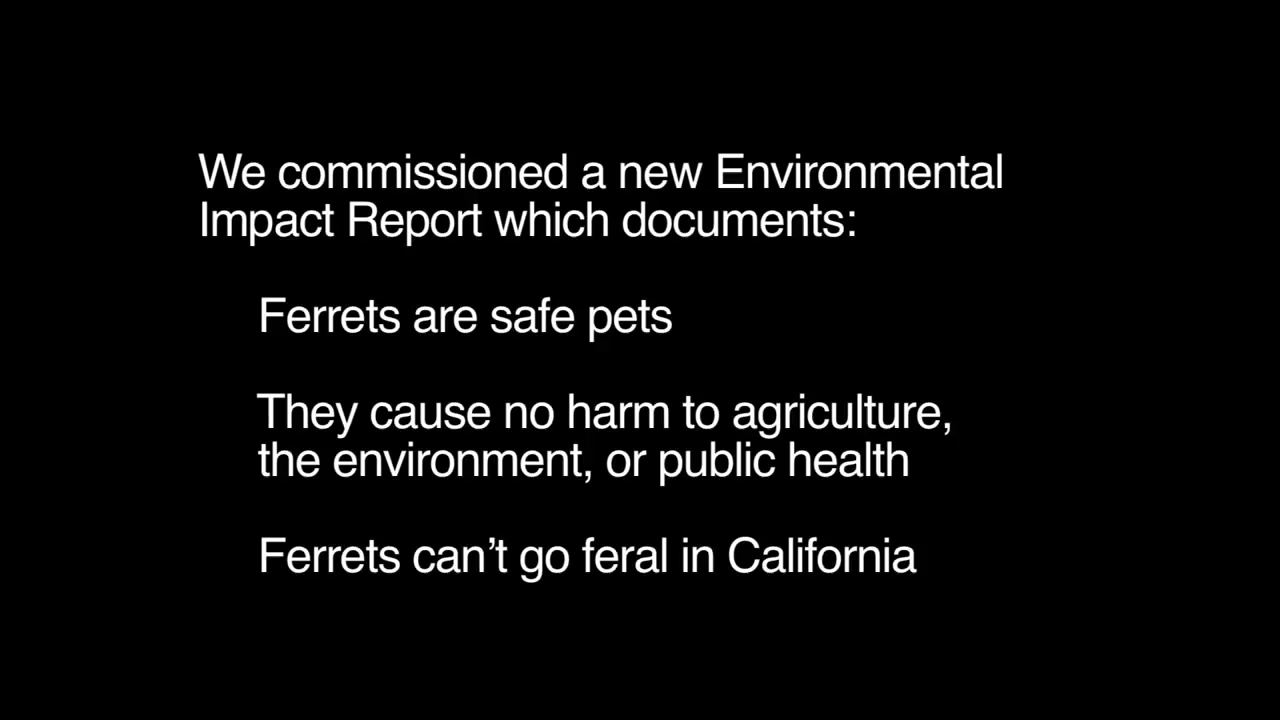 We commissioned a new Environmental
Impact Report which documents:
Ferrets are safe pets
They cause no harm to agriculture,
the environment, or public health
Ferrets can’t go feral in California